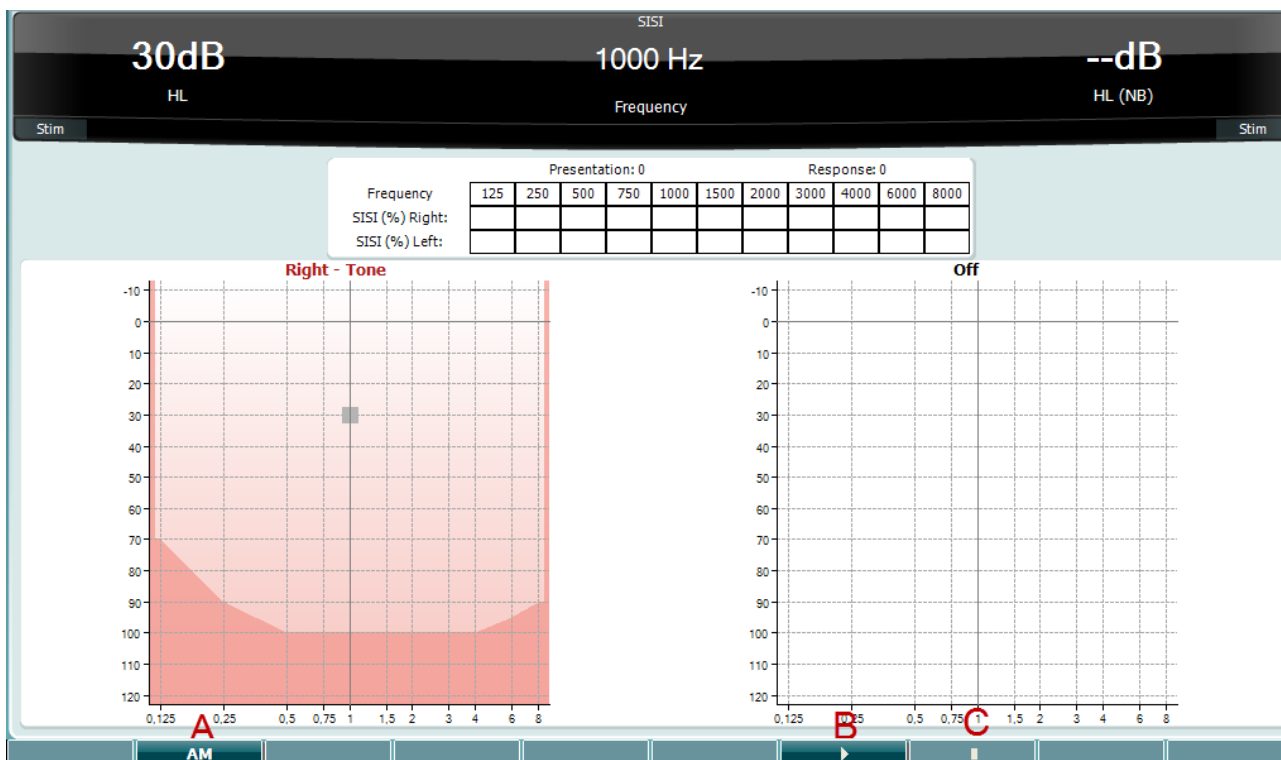 SISI
30dB 1000 Hz --dB
HL Frequency HL (NB)
Stim Stim
Presentation: 0 Response: 0
Frequency 125 250 500 750 1000 1500 2000 3000 4000 6000 8000
SISI (%) Right:
SISI (%) Left:
Right - Tone
-10
0
10
20
30
40
50
60
70
80
90
100
110
120
0,125 0,25 0,5 0,75 1 1,5 2 3 4 6 8
Off
-10
0
10
20
30
40
50
60
70
80
90
100
110
120
0,125 0,25 0,5 0,75 1 1,5 2 3 4 6 8
A B C
AM